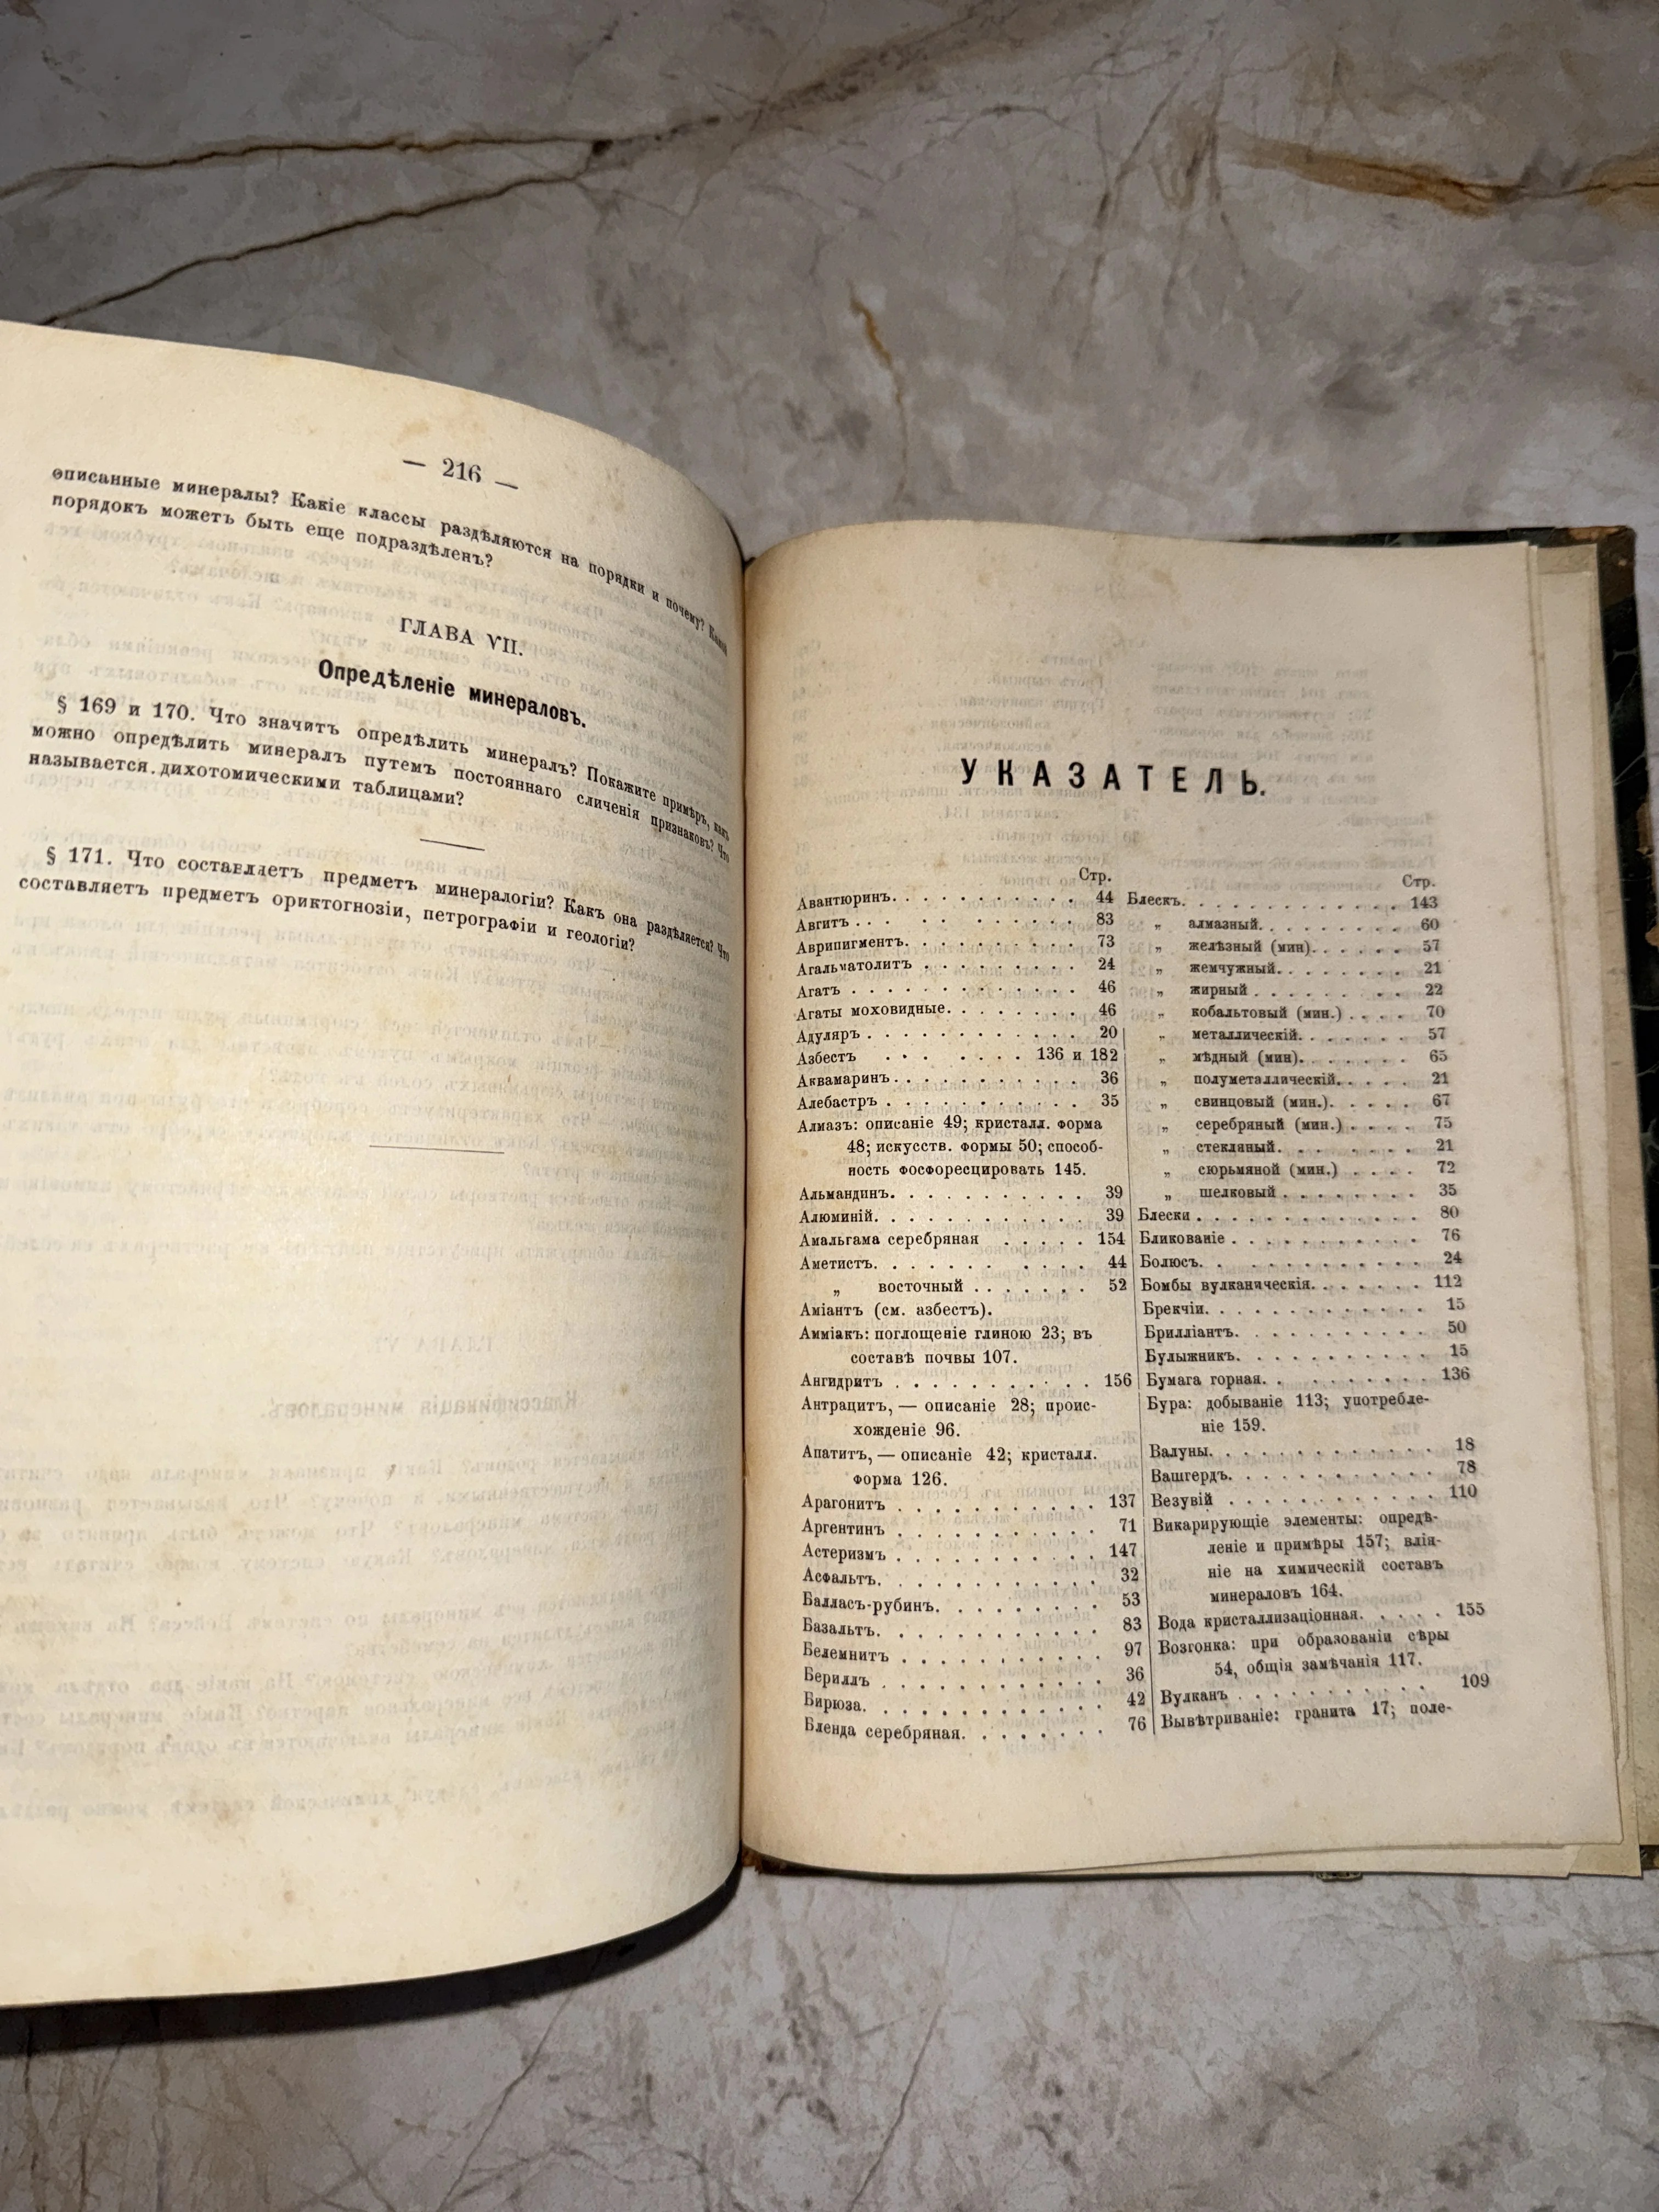 — 216 —
описанные минералы? Какіе классы раздѣляются на порядки и почему? Какой
порядокъ можетъ быть еще подраздѣленъ?
ГЛАВА VII.
Опредѣленіе минераловъ.
§ 169 и 170. Что значитъ опредѣлить минералъ? Покажите примѣръ, какъ
можно опредѣлить минералъ путемъ постояннаго сличенія признаковъ? Что
называется дихотомическими таблицами?
§ 171. Что составляетъ предметъ минералогіи? Какъ она раздѣляется? Что
составляетъ предметъ ориктогнозіи, петрографіи и геологіи?
УКАЗАТЕЛЬ.
Стр.
Авантюринъ. . . . . . . . . . . 44
Авгитъ . . . . . . . . . . . 83
Аврипигментъ. . . . . . . . . . 73
Агальматолитъ . . . . . . . . . 24
Агатъ . . . . . . . . . . . . . 46
Агаты моховидные. . . . . . . . 46
Адуляръ . . . . . . . . . . . . 20
Азбестъ . . . . . . . 136 и 182
Аквамаринъ . . . . . . . . . . . 36
Алебастръ . . . . . . . . . . . 35
Алмазъ: описаніе 49; кристалл. форма
48; искусств. формы 50; способ-
ность фосфоресцировать 145.
Альмандинъ. . . . . . . . . . . 39
Алюминій. . . . . . . . . . . . 39
Амальгама серебряная . . . . . 154
Аметистъ. . . . . . . . . . . 44
„ восточный . . . . . . . 52
Аміантъ (см. азбестъ).
Амміакъ: поглощеніе глиною 23; въ
составѣ почвы 107.
Ангидритъ . . . . . . . . . . . 156
Антрацитъ, — описаніе 28; проис-
хожденіе 96.
Апатитъ, — описаніе 42; кристалл.
форма 126.
Арагонитъ . . . . . . . . . . . 137
Аргентинъ . . . . . . . . . . . 71
Астеризмъ . . . . . . . . . . . 147
Асфальтъ. . . . . . . . . . . . 32
Балласъ-рубинъ. . . . . . . . . 53
Базальтъ. . . . . . . . . . . . 83
Белемнитъ . . . . . . . . . . . 97
Бериллъ . . . . . . . . . . . . 36
Бирюза. . . . . . . . . . . . . 42
Бленда серебряная. . . . . . . . 76
Стр.
Блескъ. . . . . . . . . . . . . 143
„ алмазный. . . . . . . . . 60
„ желѣзный (мин). . . . . . 57
„ жемчужный. . . . . . . . 21
„ жирный . . . . . . . . . 22
„ кобальтовый (мин.) . . . . 70
„ металлическій. . . . . . . 57
„ мѣдный (мин). . . . . . . 65
„ полуметаллическій. . . . . 21
„ свинцовый (мин.). . . . . 67
„ серебряный (мин.) . . . . 75
„ стекляный. . . . . . . . 21
„ сюрьмяной (мин.) . . . . 72
„ шелковый . . . . . . . . 35
Блески . . . . . . . . . . . . . 80
Бликованіе . . . . . . . . . . . 76
Болюсъ. . . . . . . . . . . . . 24
Бомбы вулканическія. . . . . . . 112
Брекчіи. . . . . . . . . . . . . 15
Брилліантъ. . . . . . . . . . . 50
Булыжникъ. . . . . . . . . . . 15
Бумага горная. . . . . . . . . . 136
Бура: добываніе 113; употребле-
ніе 159.
Валуны. . . . . . . . . . . . . 18
Вашгердъ. . . . . . . . . . . . 78
Везувій . . . . . . . . . . . . 110
Викарирующіе элементы: опредѣ-
леніе и примѣры 157; влія-
ніе на химическій составъ
минераловъ 164.
Вода кристаллизаціонная. . . . . 155
Возгонка: при образованіи сѣры
54, общія замѣчанія 117.
Вулканъ . . . . . . . . . . . . 109
Вывѣтриваніе: гранита 17; поле-